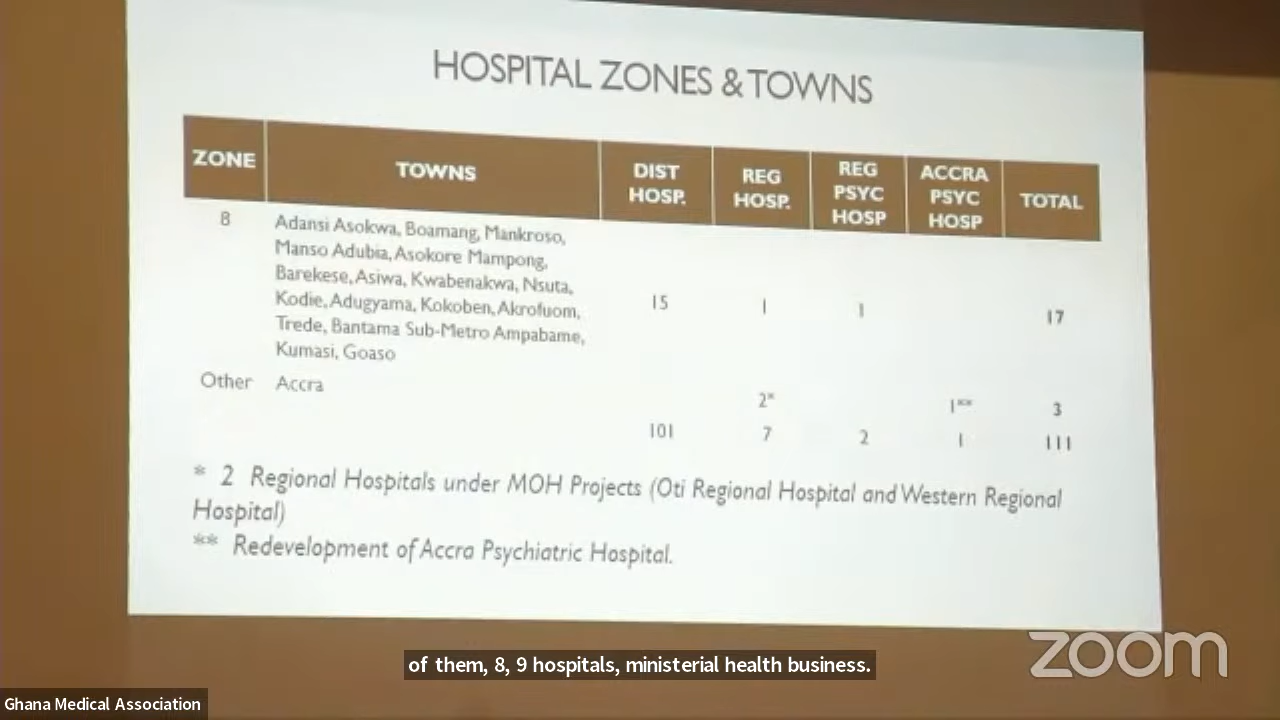 HOSPITAL ZONES & TOWNS
ZONE TOWNS DIST HOSP. REG HOSP. REG PSYC HOSP ACCRA PSYC HOSP TOTAL
8 Adansi Asokwa, Boamang, Mankroso,
Manso Adubia, Asokore Mampong,
Barekese, Asiwa, Kwabenakwa, Nsuta,
Kodie, Adugyama, Kokoben, Akrofuom,
Trede, Bantama Sub-Metro Ampabame,
Kumasi, Goaso
15 1 1 17
Other Accra
2* 1** 3
101 7 2 1 111
* 2 Regional Hospitals under MOH Projects (Oti Regional Hospital and Western Regional
Hospital)
** Redevelopment of Accra Psychiatric Hospital.
zoom
of them, 8, 9 hospitals, ministerial health business.
Ghana Medical Association